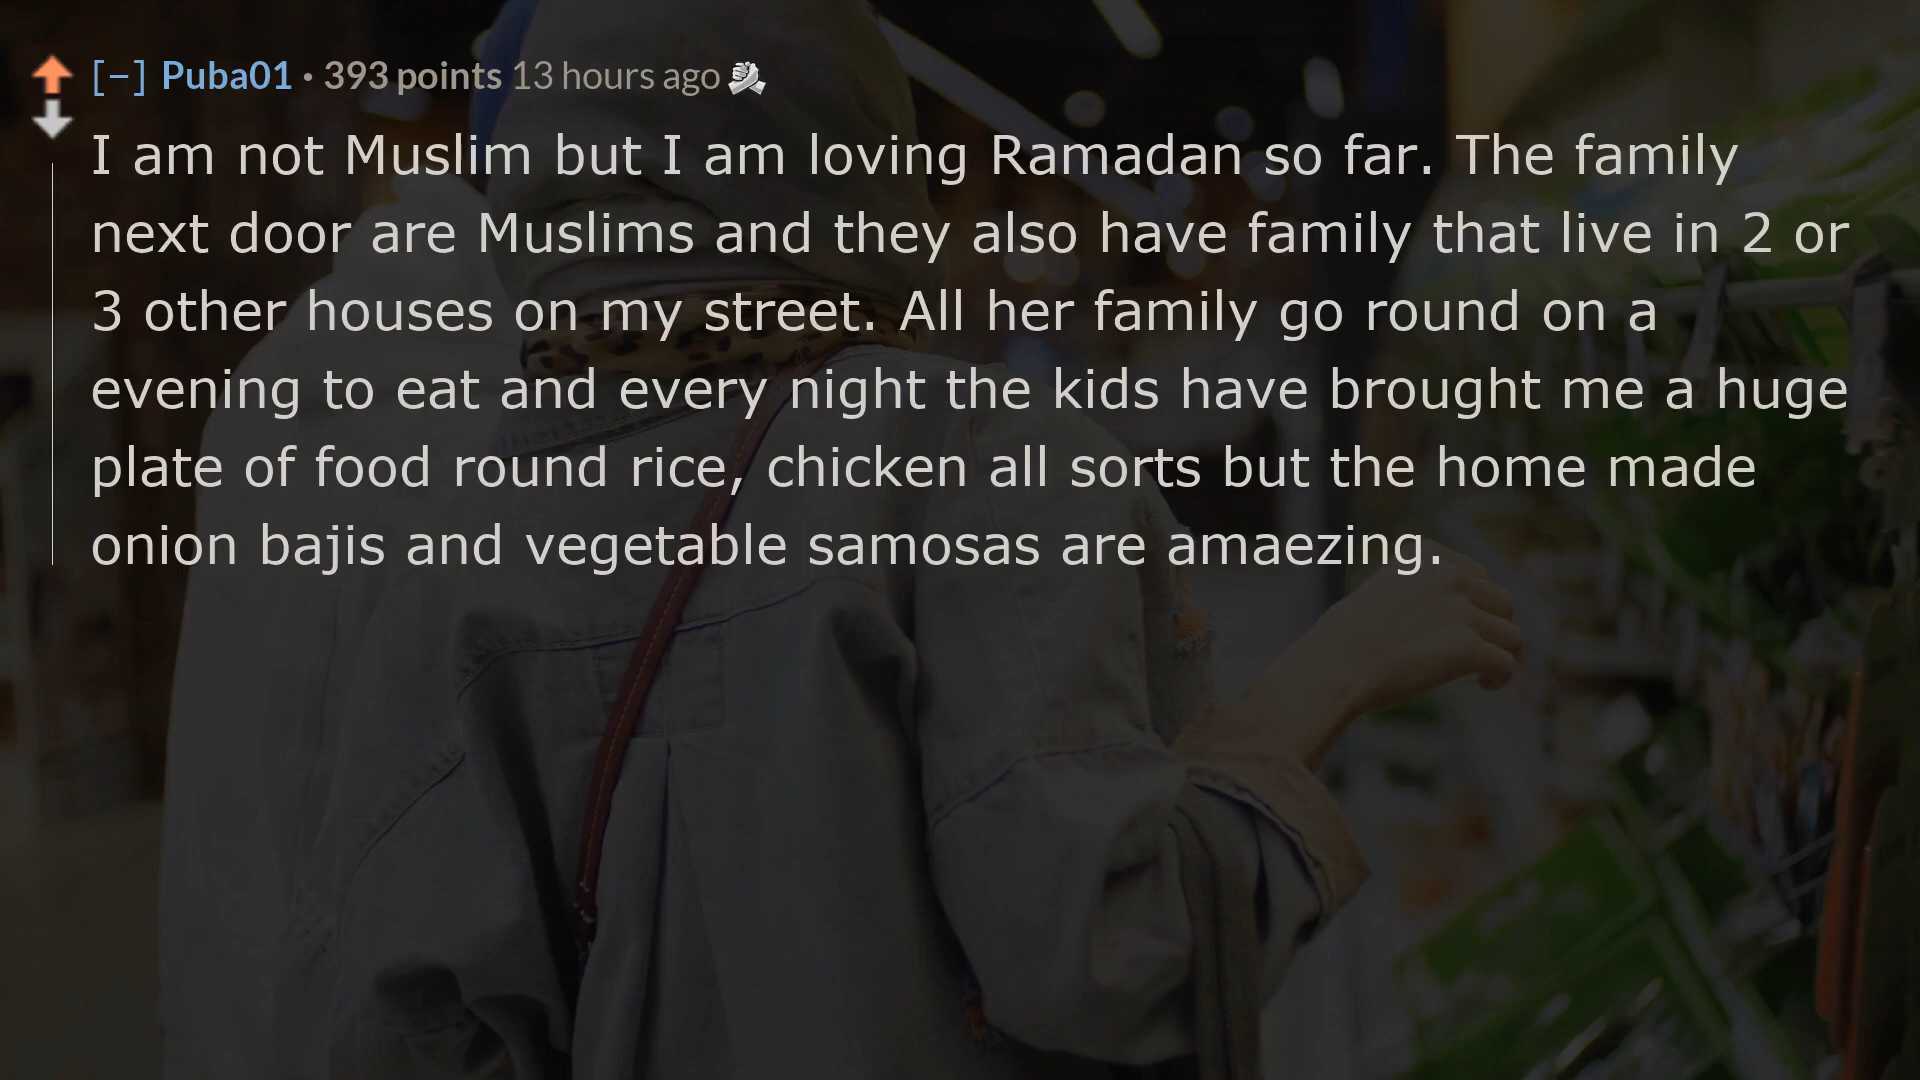 [–] Puba01 • 393 points 13 hours ago
I am not Muslim but I am loving Ramadan so far. The family
next door are Muslims and they also have family that live in 2 or
3 other houses on my street. All her family go round on a
evening to eat and every night the kids have brought me a huge
plate of food round rice, chicken all sorts but the home made
onion bajis and vegetable samosas are amaezing.